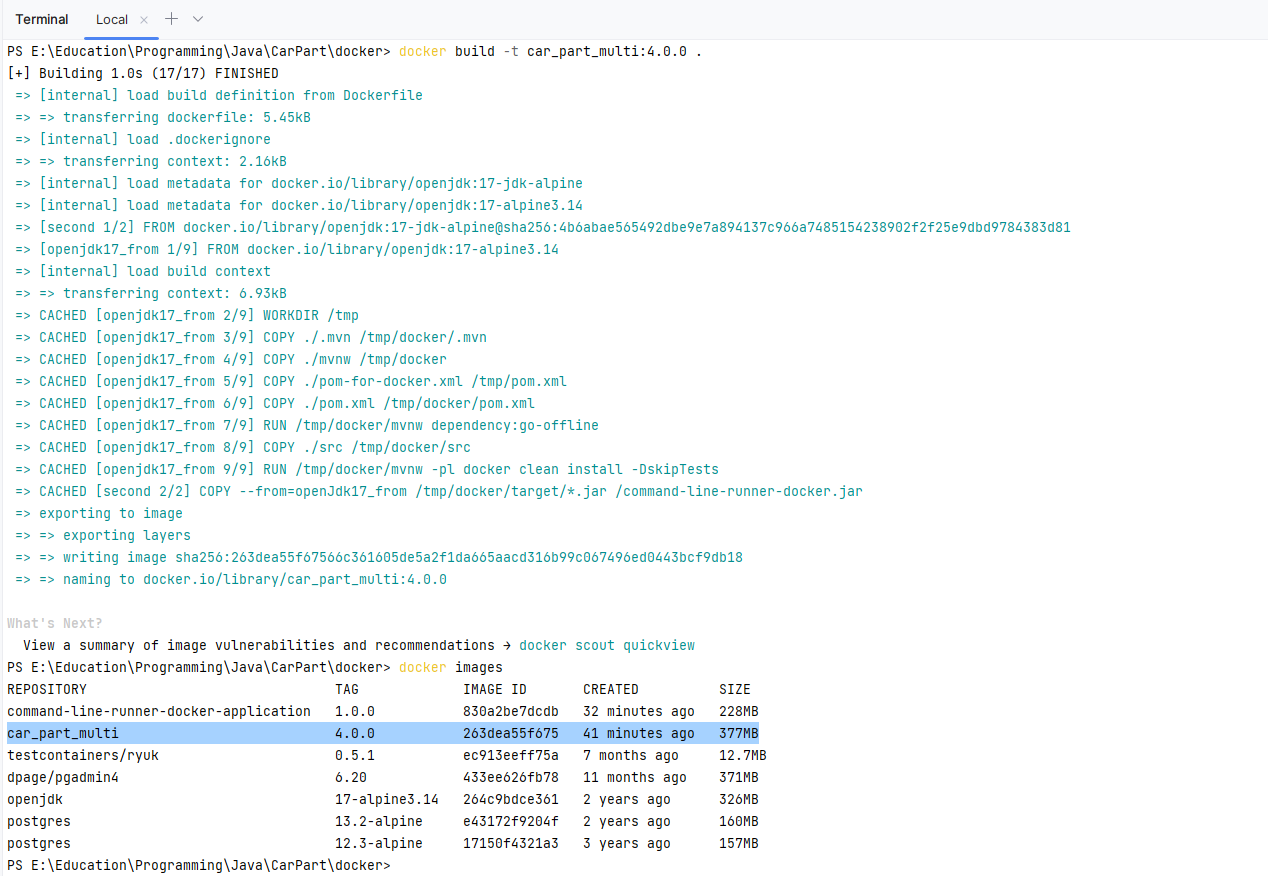 Terminal Local × +
PS E:\Education\Programming\Java\CarPart\docker> docker build -t car_part_multi:4.0.0 .
[+] Building 1.0s (17/17) FINISHED
=> [internal] load build definition from Dockerfile
=> => transferring dockerfile: 5.45kB
=> [internal] load .dockerignore
=> => transferring context: 2.16kB
=> [internal] load metadata for docker.io/library/openjdk:17-jdk-alpine
=> [internal] load metadata for docker.io/library/openjdk:17-alpine3.14
=> [second 1/2] FROM docker.io/library/openjdk:17-jdk-alpine@sha256:4b6abae565492dbe9e7a894137c966a7485154238902f2f25e9dbd9784383d81
=> [openjdk17_from 1/9] FROM docker.io/library/openjdk:17-alpine3.14
=> [internal] load build context
=> => transferring context: 6.93kB
=> CACHED [openjdk17_from 2/9] WORKDIR /tmp
=> CACHED [openjdk17_from 3/9] COPY ./.mvn /tmp/docker/.mvn
=> CACHED [openjdk17_from 4/9] COPY ./mvnw /tmp/docker
=> CACHED [openjdk17_from 5/9] COPY ./pom-for-docker.xml /tmp/pom.xml
=> CACHED [openjdk17_from 6/9] COPY ./pom.xml /tmp/docker/pom.xml
=> CACHED [openjdk17_from 7/9] RUN /tmp/docker/mvnw dependency:go-offline
=> CACHED [openjdk17_from 8/9] COPY ./src /tmp/docker/src
=> CACHED [openjdk17_from 9/9] RUN /tmp/docker/mvnw -pl docker clean install -DskipTests
=> CACHED [second 2/2] COPY --from=openJdk17_from /tmp/docker/target/*.jar /command-line-runner-docker.jar
=> exporting to image
=> => exporting layers
=> => writing image sha256:263dea55f67566c361605de5a2f1da665aacd316b99c067496ed0443bcf9db18
=> => naming to docker.io/library/car_part_multi:4.0.0
What's Next?
View a summary of image vulnerabilities and recommendations → docker scout quickview
PS E:\Education\Programming\Java\CarPart\docker> docker images
REPOSITORY TAG IMAGE ID CREATED SIZE
command-line-runner-docker-application 1.0.0 830a2be7dcdb 32 minutes ago 228MB
car_part_multi 4.0.0 263dea55f675 41 minutes ago 377MB
testcontainers/ryuk 0.5.1 ec913eeff75a 7 months ago 12.7MB
dpage/pgadmin4 6.20 433ee626fb78 11 months ago 371MB
openjdk 17-alpine3.14 264c9bdce361 2 years ago 326MB
postgres 13.2-alpine e43172f9204f 2 years ago 160MB
postgres 12.3-alpine 17150f4321a3 3 years ago 157MB
PS E:\Education\Programming\Java\CarPart\docker>